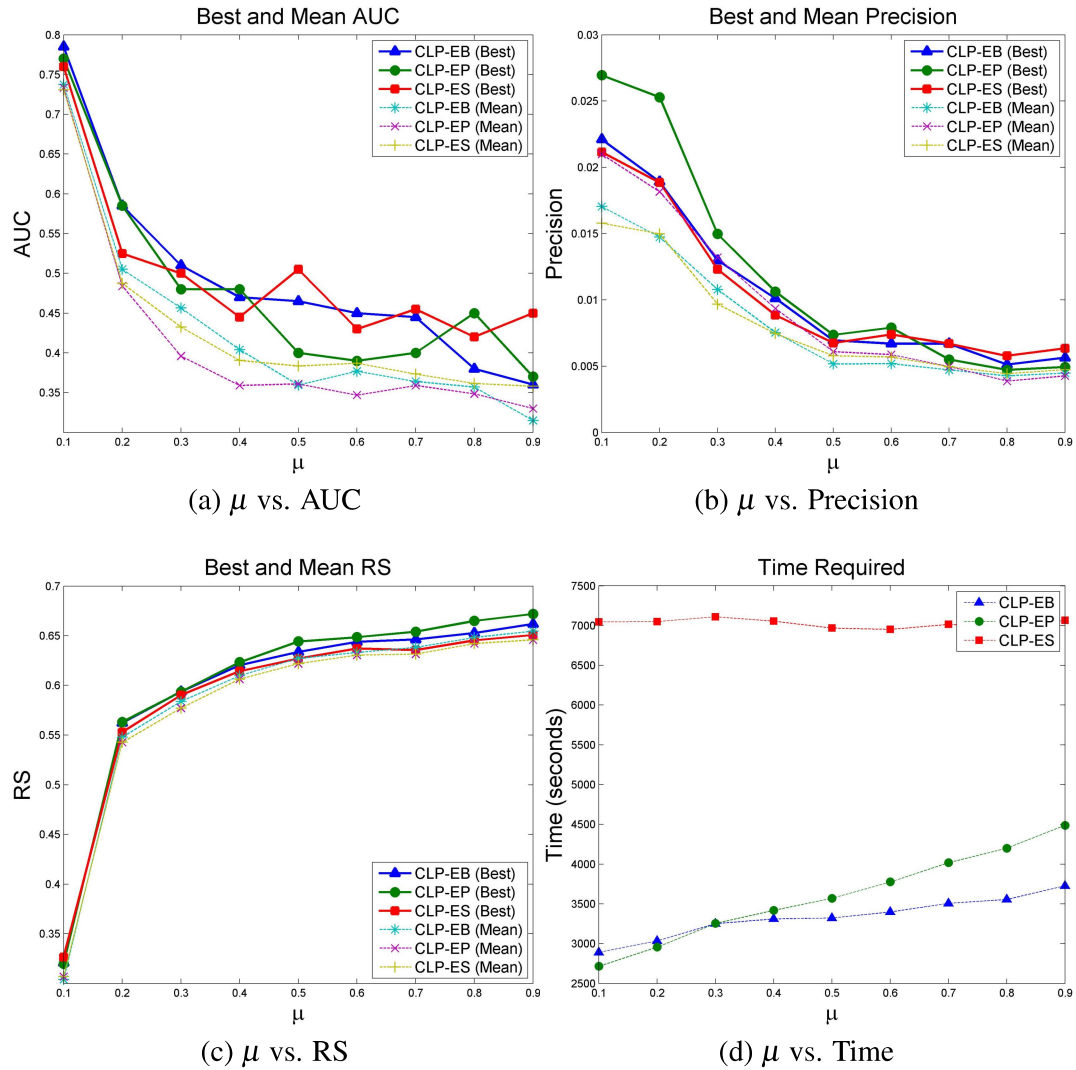 Best and Mean AUC
0.8
0.75
0.7
0.65
0.6
0.55
0.5
0.45
0.4
0.35
AUC
0.1 0.2 0.3 0.4 0.5 0.6 0.7 0.8 0.9
μ
CLP-EB (Best)
CLP-EP (Best)
CLP-ES (Best)
CLP-EB (Mean)
CLP-EP (Mean)
CLP-ES (Mean)
(a) μ vs. AUC
Best and Mean Precision
0.03
0.025
0.02
0.015
0.01
0.005
0
Precision
0.1 0.2 0.3 0.4 0.5 0.6 0.7 0.8 0.9
μ
CLP-EB (Best)
CLP-EP (Best)
CLP-ES (Best)
CLP-EB (Mean)
CLP-EP (Mean)
CLP-ES (Mean)
(b) μ vs. Precision
Best and Mean RS
0.7
0.65
0.6
0.55
0.5
0.45
0.4
0.35
RS
0.1 0.2 0.3 0.4 0.5 0.6 0.7 0.8 0.9
μ
CLP-EB (Best)
CLP-EP (Best)
CLP-ES (Best)
CLP-EB (Mean)
CLP-EP (Mean)
CLP-ES (Mean)
(c) μ vs. RS
Time Required
7500
7000
6500
6000
5500
5000
4500
4000
3500
3000
2500
Time (seconds)
0.1 0.2 0.3 0.4 0.5 0.6 0.7 0.8 0.9
μ
CLP-EB
CLP-EP
CLP-ES
(d) μ vs. Time